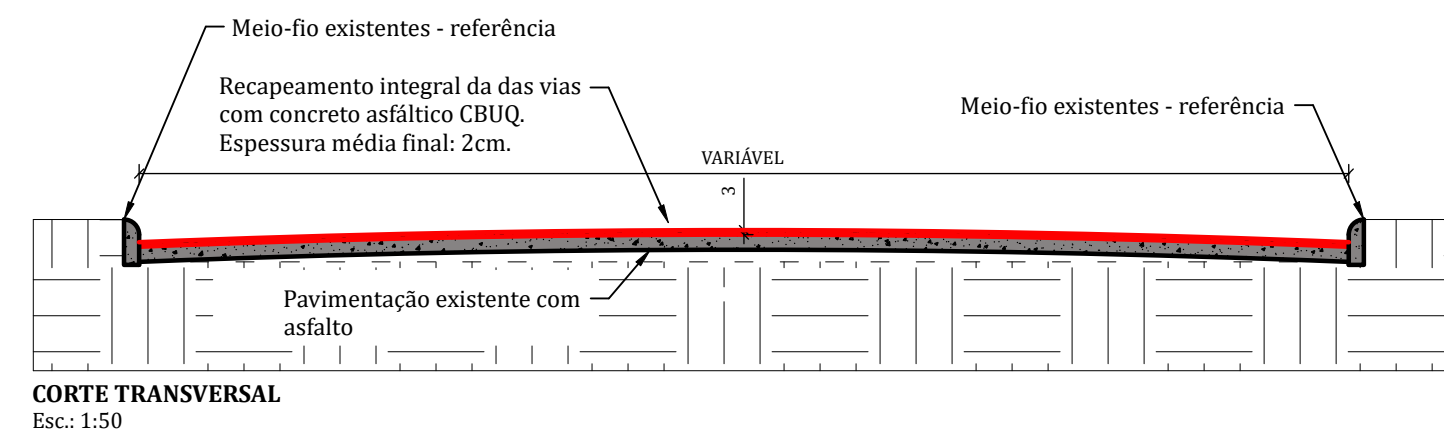 Meio-fio existentes - referência
Recapeamento integral da das vias
com concreto asfáltico CBUQ.
Espessura média final: 2cm.
Meio-fio existentes - referência
VARIÁVEL
3
Pavimentação existente com
asfalto
CORTE TRANSVERSAL
Esc.: 1:50